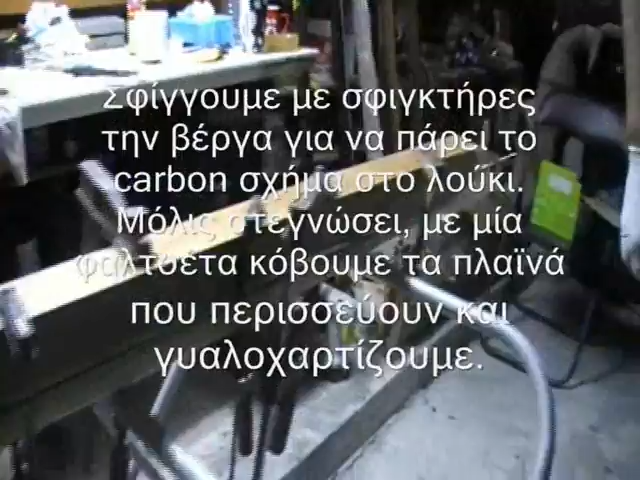 Σφίγγουμε με σφιγκτήρες
την βέργα για να πάρει το
carbon σχήμα στο λούκι.
Μόλις στεγνώσει, με μία
φαλτσέτα κόβουμε τα πλαϊνά
που περισσεύουν και
γυαλοχαρτίζουμε.